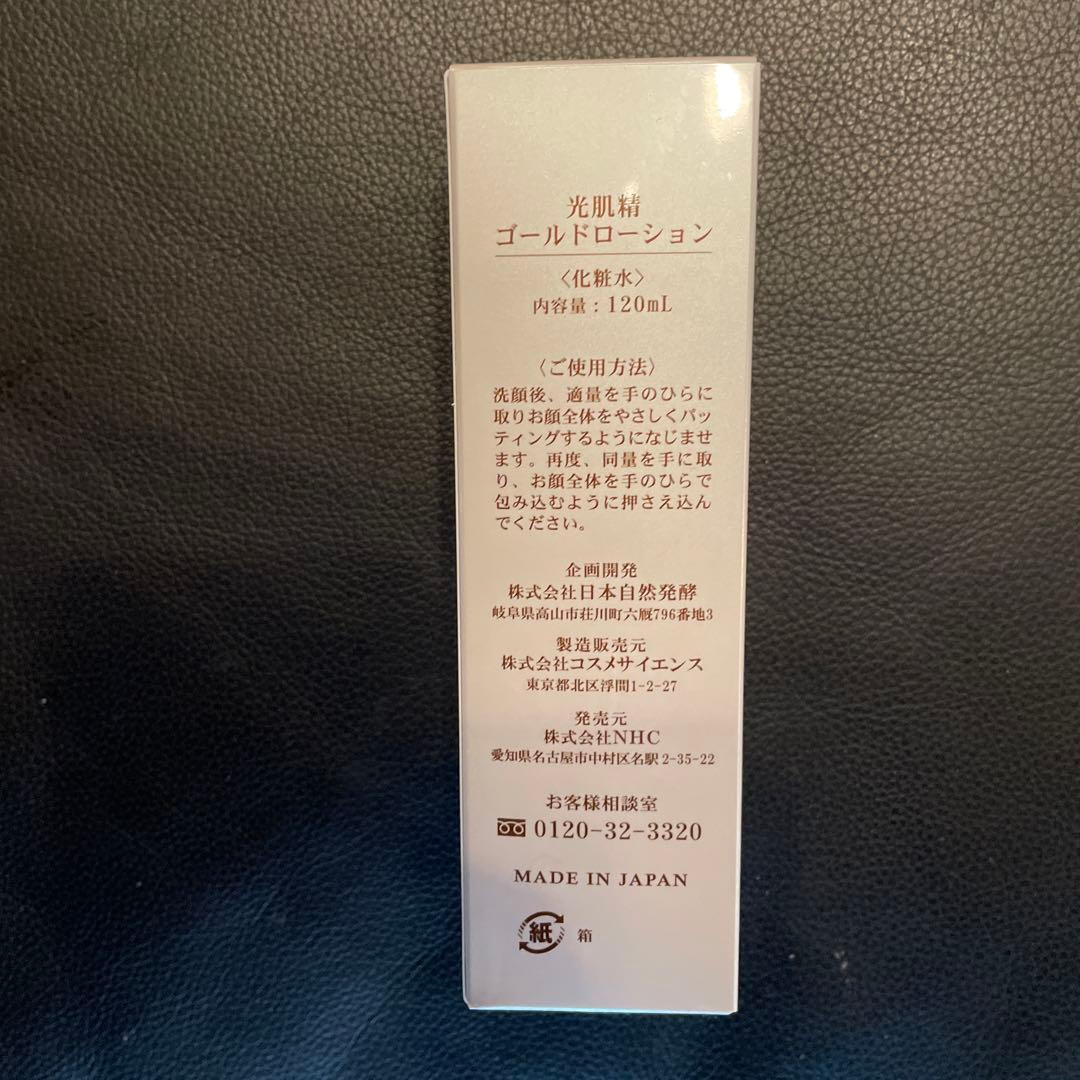 光肌精
ゴールドローション
〈化粧水〉
内容量：120mL
〈ご使用方法〉
洗顔後、適量を手のひらに
取りお顔全体をやさしくパッ
ティングするようになじませ
ます。再度、同量を手に取
り、お顔全体を手のひらで
包み込むように押さえ込ん
でください。
企画開発
株式会社日本自然発酵
岐阜県高山市荘川町六厩796番地3
製造販売元
株式会社コスメサイエンス
東京都北区浮間1-2-27
発売元
株式会社NHC
愛知県名古屋市中村区名駅2-35-22
お客様相談室
0120-32-3320
MADE IN JAPAN
紙 箱